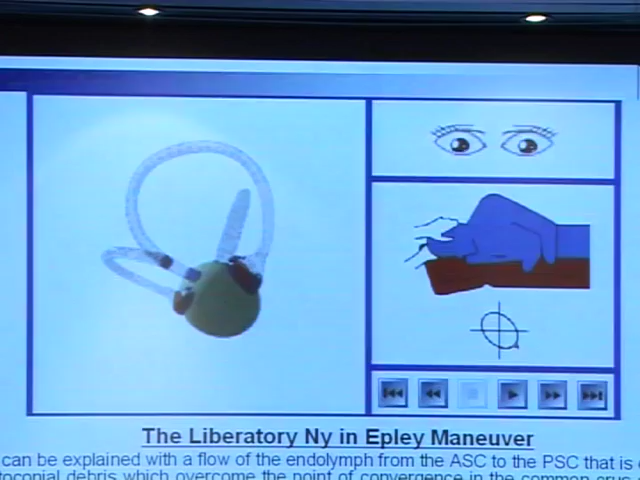 The Liberatory Ny in Epley Maneuver
can be explained with a flow of the endolymph from the ASC to the PSC that is
debris which overcome the point of convergence in the common crus